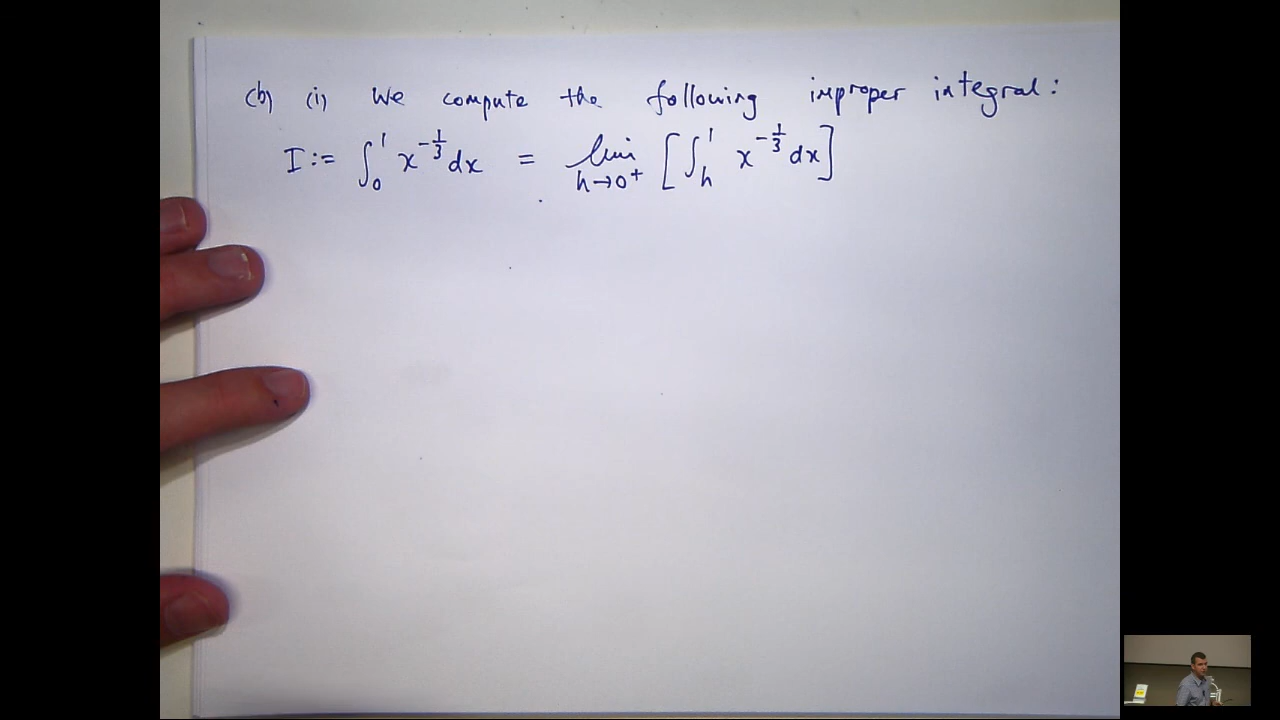 (b) (i) We compute the following improper integral:
I := ∫₀¹ x^{-1/3} dx = lim_{h→0⁺} [∫ₕ¹ x^{-1/3} dx]